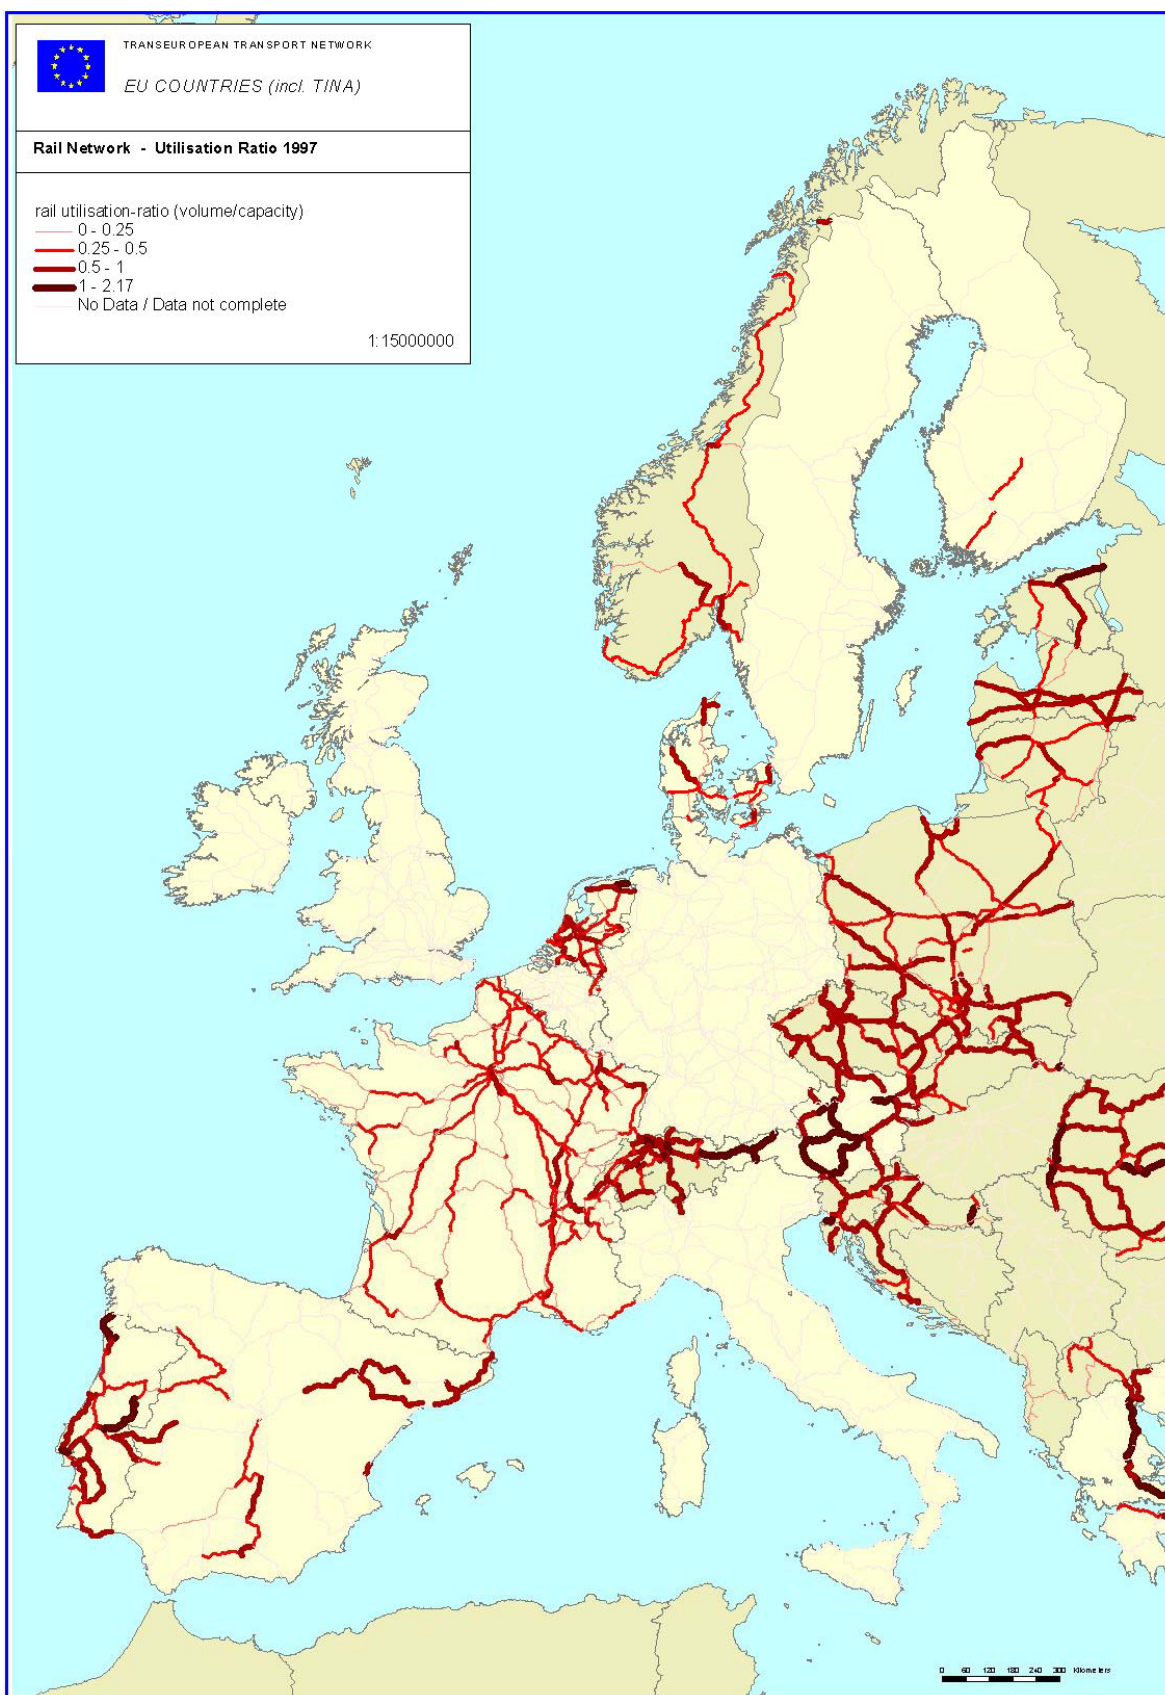 TRANSEUROPEAN TRANSPORT NETWORK
EU COUNTRIES (incl. TINA)
Rail Network - Utilisation Ratio 1997
rail utilisation-ratio (volume/capacity)
0 - 0.25
0.25 - 0.5
0.5 - 1
1 - 2.17
No Data / Data not complete
1:15000000
0 60 120 180 240 300 Kilometers